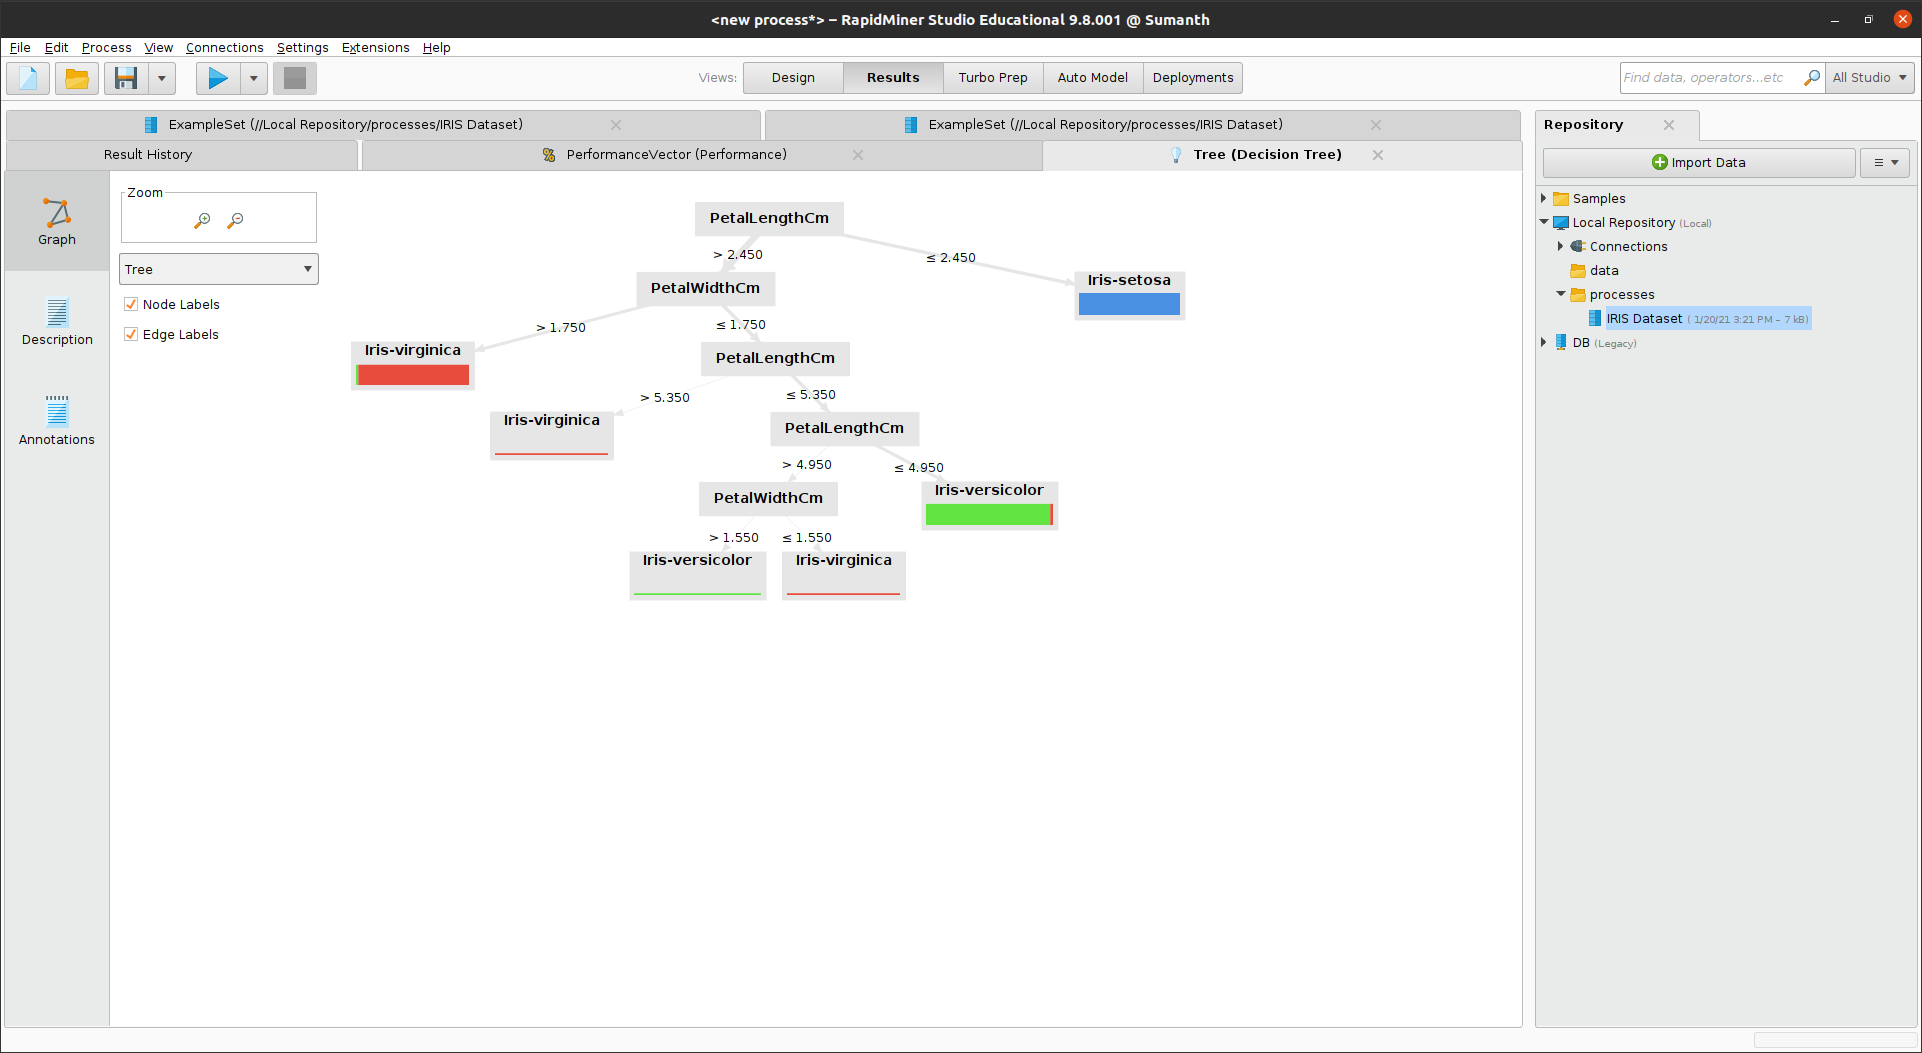 <new process*> – RapidMiner Studio Educational 9.8.001 @ Sumanth
File Edit Process View Connections Settings Extensions Help
Views: Design Results Turbo Prep Auto Model Deployments
Find data, operators...etc All Studio
ExampleSet (//Local Repository/processes/IRIS Dataset) ExampleSet (//Local Repository/processes/IRIS Dataset)
Result History PerformanceVector (Performance) Tree (Decision Tree)
Graph
Description
Annotations
Zoom
Tree
Node Labels
Edge Labels
PetalLengthCm
> 2.450 ≤ 2.450
PetalWidthCm Iris-setosa
> 1.750 ≤ 1.750
Iris-virginica PetalLengthCm
> 5.350 ≤ 5.350
Iris-virginica PetalLengthCm
> 4.950 ≤ 4.950
PetalWidthCm Iris-versicolor
> 1.550 ≤ 1.550
Iris-versicolor Iris-virginica
Repository
Import Data
Samples
Local Repository (Local)
Connections
data
processes
IRIS Dataset ( 1/20/21 3:21 PM – 7 kB)
DB (Legacy)